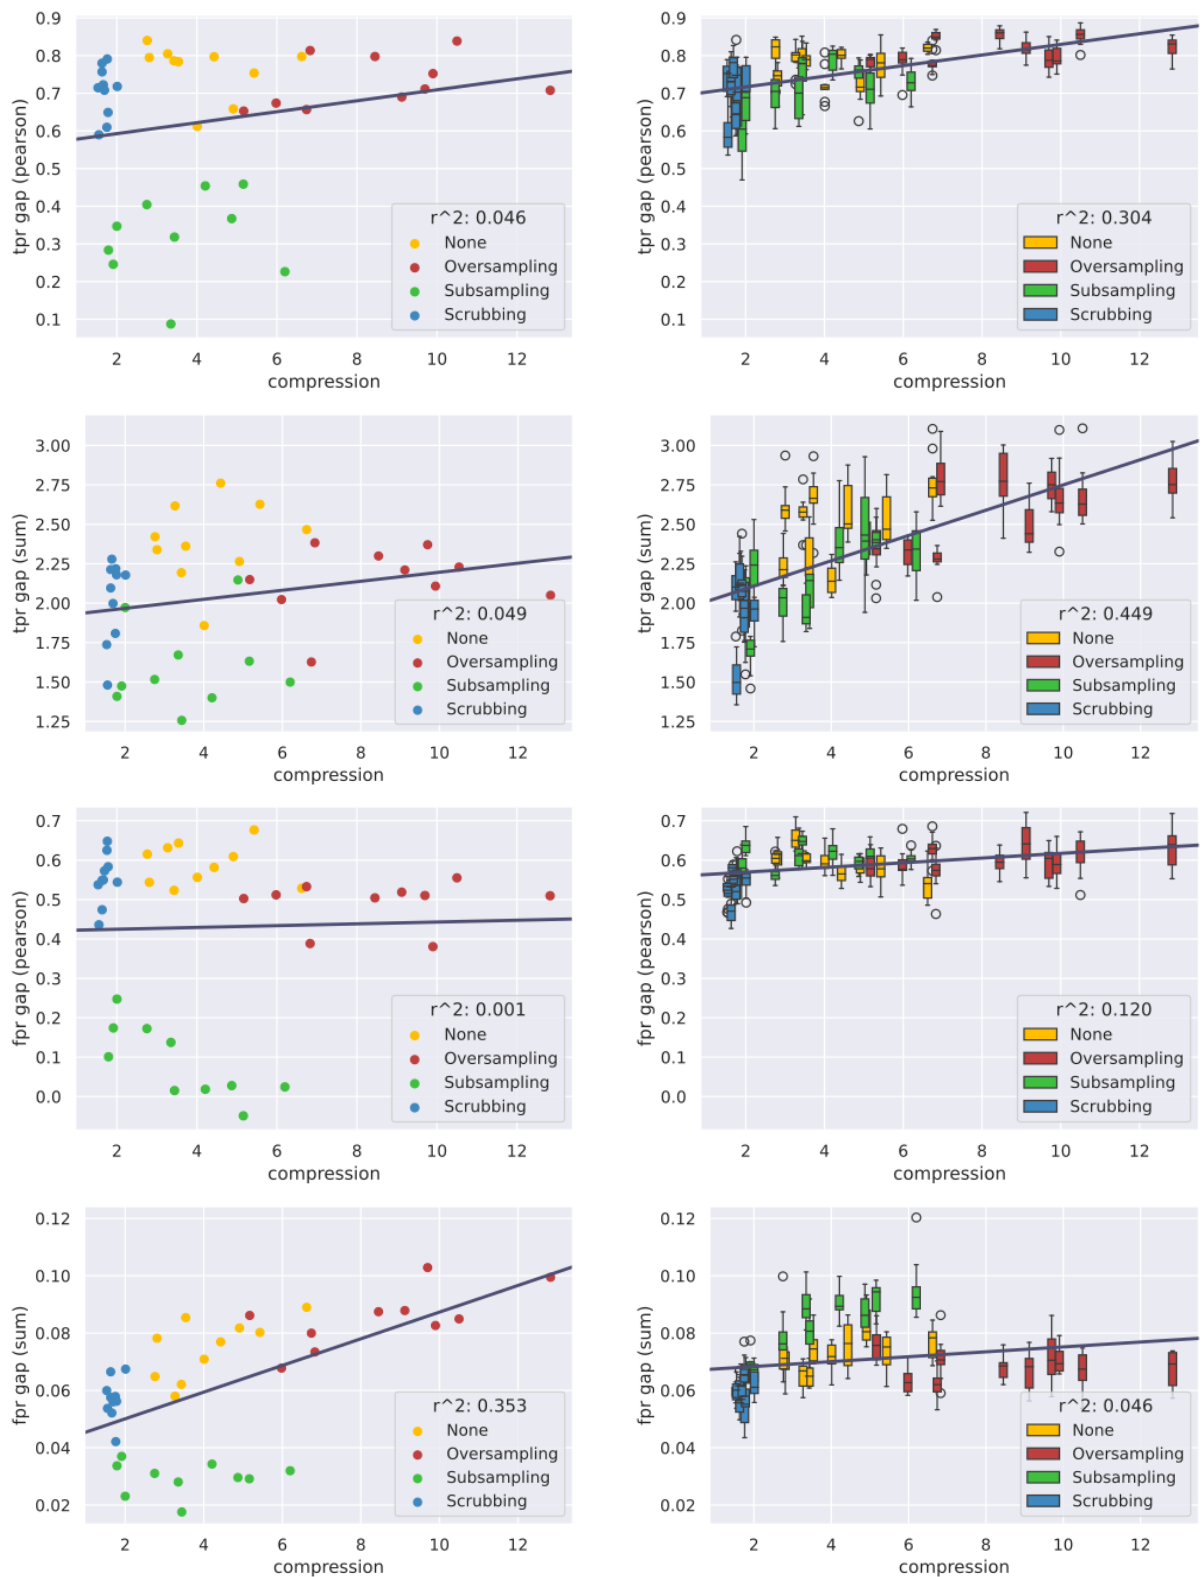 0.9
0.8
0.7
0.6
0.5
0.4
0.3
0.2
0.1
tpr gap (pearson)
r^2: 0.046
None
Oversampling
Subsampling
Scrubbing
2 4 6 8 10 12
compression
0.9
0.8
0.7
0.6
0.5
0.4
0.3
0.2
0.1
tpr gap (pearson)
r^2: 0.304
None
Oversampling
Subsampling
Scrubbing
2 4 6 8 10 12
compression
3.00
2.75
2.50
2.25
2.00
1.75
1.50
1.25
tpr gap (sum)
r^2: 0.049
None
Oversampling
Subsampling
Scrubbing
2 4 6 8 10 12
compression
3.00
2.75
2.50
2.25
2.00
1.75
1.50
1.25
tpr gap (sum)
r^2: 0.449
None
Oversampling
Subsampling
Scrubbing
2 4 6 8 10 12
compression
0.7
0.6
0.5
0.4
0.3
0.2
0.1
0.0
fpr gap (pearson)
r^2: 0.001
None
Oversampling
Subsampling
Scrubbing
2 4 6 8 10 12
compression
0.7
0.6
0.5
0.4
0.3
0.2
0.1
0.0
fpr gap (pearson)
r^2: 0.120
None
Oversampling
Subsampling
Scrubbing
2 4 6 8 10 12
compression
0.12
0.10
0.08
0.06
0.04
0.02
fpr gap (sum)
r^2: 0.353
None
Oversampling
Subsampling
Scrubbing
2 4 6 8 10 12
compression
0.12
0.10
0.08
0.06
0.04
0.02
fpr gap (sum)
r^2: 0.046
None
Oversampling
Subsampling
Scrubbing
2 4 6 8 10 12
compression